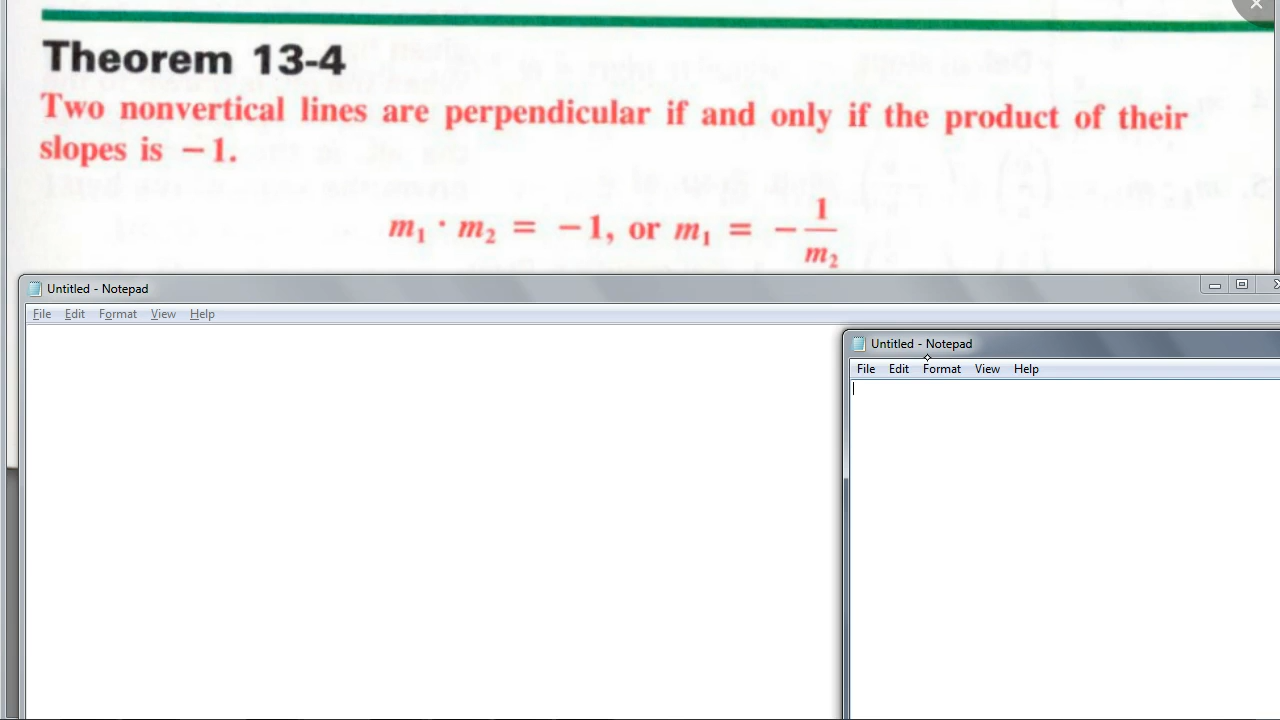 Theorem 13-4
Two nonvertical lines are perpendicular if and only if the product of their
slopes is −1.
m₁ · m₂ = −1, or m₁ = −1/m₂
Untitled - Notepad
File Edit Format View Help
Untitled - Notepad
File Edit Format View Help